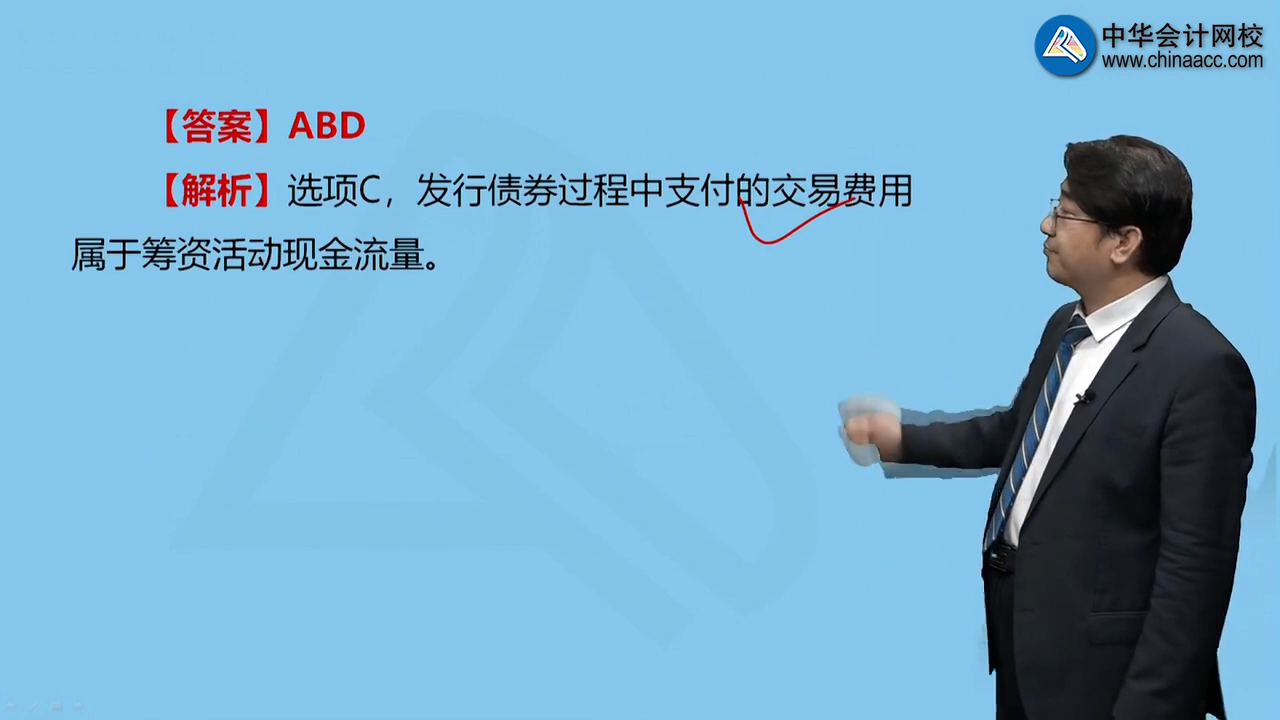 中华会计网校
www.chinaacc.com
【答案】ABD
【解析】选项C，发行债券过程中支付的交易费用
属于筹资活动现金流量。